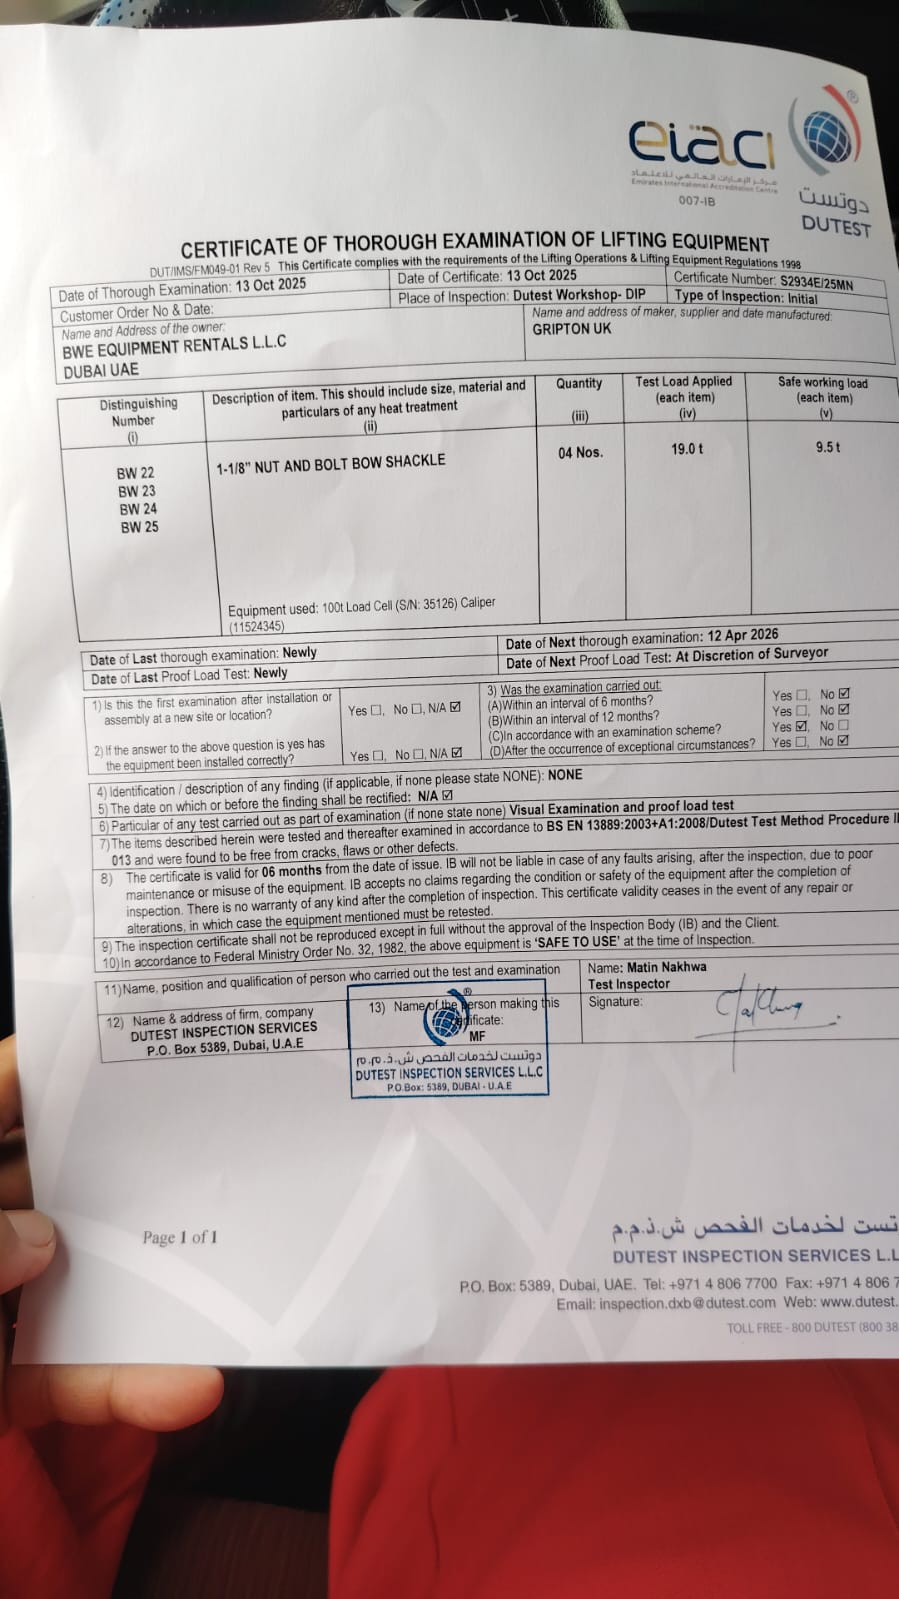 eiaci
مركز الإمارات العالمي للاعتماد
Emirates International Accreditation Centre
007-IB
®
دوتست
DUTEST
CERTIFICATE OF THOROUGH EXAMINATION OF LIFTING EQUIPMENT
DUT/IMS/FM049-01 Rev 5 This Certificate complies with the requirements of the Lifting Operations & Lifting Equipment Regulations 1998
Date of Thorough Examination: 13 Oct 2025
Date of Certificate: 13 Oct 2025
Certificate Number: S2934E/25MN
Customer Order No & Date:
Place of Inspection: Dutest Workshop- DIP
Type of Inspection: Initial
Name and Address of the owner:
BWE EQUIPMENT RENTALS L.L.C
DUBAI UAE
Name and address of maker, supplier and date manufactured:
GRIPTON UK
Distinguishing
Number
(i)
Description of item. This should include size, material and
particulars of any heat treatment
(ii)
Quantity
(iii)
Test Load Applied
(each item)
(iv)
Safe working load
(each item)
(v)
BW 22
BW 23
BW 24
BW 25
1-1/8" NUT AND BOLT BOW SHACKLE
04 Nos.
19.0 t
9.5 t
Equipment used: 100t Load Cell (S/N: 35126) Caliper
(11524345)
Date of Last thorough examination: Newly
Date of Next thorough examination: 12 Apr 2026
Date of Last Proof Load Test: Newly
Date of Next Proof Load Test: At Discretion of Surveyor
1) Is this the first examination after installation or
assembly at a new site or location?
Yes ☐, No ☐, N/A ☑
2) If the answer to the above question is yes has
the equipment been installed correctly?
Yes ☐, No ☐, N/A ☑
3) Was the examination carried out:
(A)Within an interval of 6 months?
Yes ☐, No ☑
(B)Within an interval of 12 months?
Yes ☐, No ☑
(C)In accordance with an examination scheme?
Yes ☑, No ☐
(D)After the occurrence of exceptional circumstances?
Yes ☐, No ☑
4) Identification / description of any finding (if applicable, if none please state NONE): NONE
5) The date on which or before the finding shall be rectified: N/A ☑
6) Particular of any test carried out as part of examination (if none state none) Visual Examination and proof load test
7)The items described herein were tested and thereafter examined in accordance to BS EN 13889:2003+A1:2008/Dutest Test Method Procedure
013 and were found to be free from cracks, flaws or other defects.
8) The certificate is valid for 06 months from the date of issue. IB will not be liable in case of any faults arising, after the inspection, due to poor
maintenance or misuse of the equipment. IB accepts no claims regarding the condition or safety of the equipment after the completion of
inspection. There is no warranty of any kind after the completion of inspection. This certificate validity ceases in the event of any repair or
alterations, in which case the equipment mentioned must be retested.
9) The inspection certificate shall not be reproduced except in full without the approval of the Inspection Body (IB) and the Client.
10)In accordance to Federal Ministry Order No. 32, 1982, the above equipment is 'SAFE TO USE' at the time of Inspection.
11)Name, position and qualification of person who carried out the test and examination
Name: Matin Nakhwa
Test Inspector
12) Name & address of firm, company
DUTEST INSPECTION SERVICES
P.O. Box 5389, Dubai, U.A.E
13) Name of the person making this
certificate:
MF
Signature:
®
دوتست لخدمات الفحص ش.ذ.م.م
DUTEST INSPECTION SERVICES L.L.C
P.O.Box: 5389, DUBAI - U.A.E
Page 1 of 1
تست لخدمات الفحص ش.ذ.م.م
DUTEST INSPECTION SERVICES L.L
P.O. Box: 5389, Dubai, UAE. Tel: +971 4 806 7700 Fax: +971 4 806 7
Email: inspection.dxb@dutest.com Web: www.dutest.
TOLL FREE - 800 DUTEST (800 38